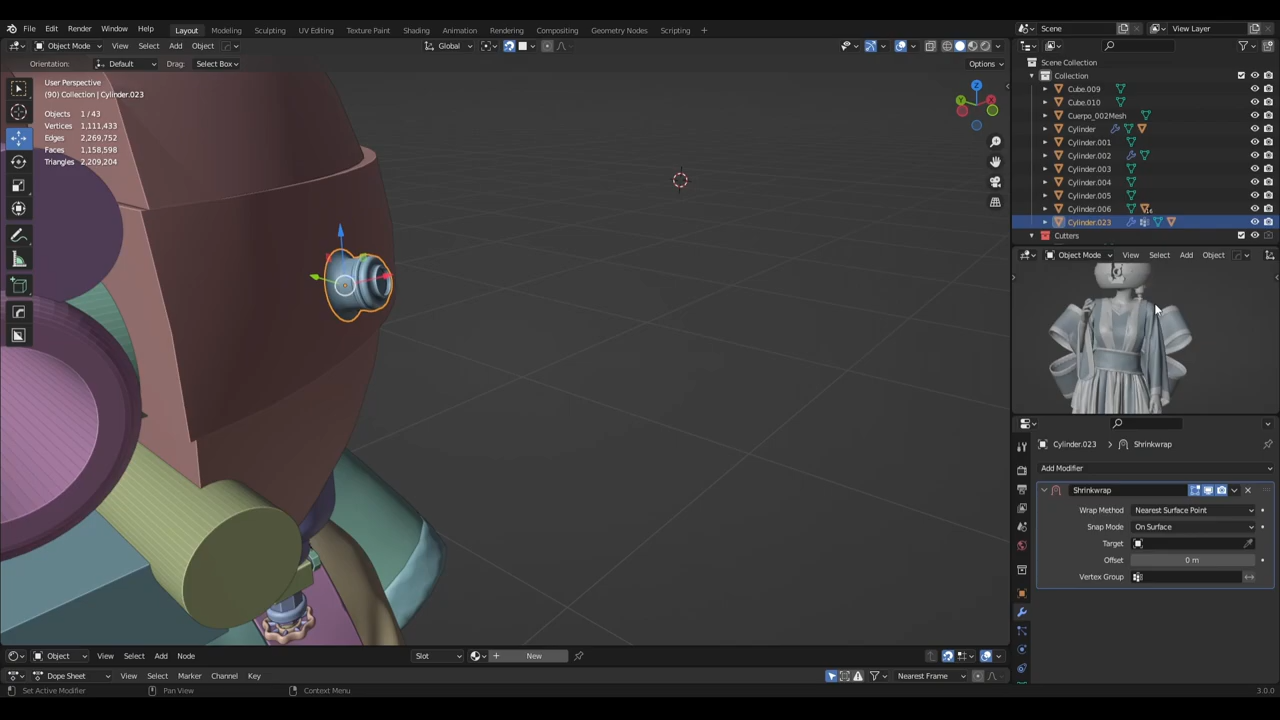 File Edit Render Window Help Layout Modeling Sculpting UV Editing Texture Paint Shading Animation Rendering Compositing Geometry Nodes Scripting + Scene View Layer
Object Mode View Select Add Object Global Options
Orientation: Default Drag: Select Box
User Perspective
(90) Collection | Cylinder.023
Objects 1 / 43
Vertices 1,111,433
Edges 2,269,752
Faces 1,158,598
Triangles 2,209,204
Z
Y
X
Scene Collection
Collection
Cube.009
Cube.010
Cuerpo_002Mesh
Cylinder
Cylinder.001
Cylinder.002
Cylinder.003
Cylinder.004
Cylinder.005
Cylinder.006
Cylinder.023
Cutters
Object Mode View Select Add Object
Cylinder.023 > Shrinkwrap
Add Modifier
Shrinkwrap
Wrap Method Nearest Surface Point
Snap Mode On Surface
Target
Offset 0 m
Vertex Group
Object View Select Add Node Slot + New
Dope Sheet View Select Marker Channel Key Nearest Frame
Set Active Modifier Pan View Context Menu 3.0.0